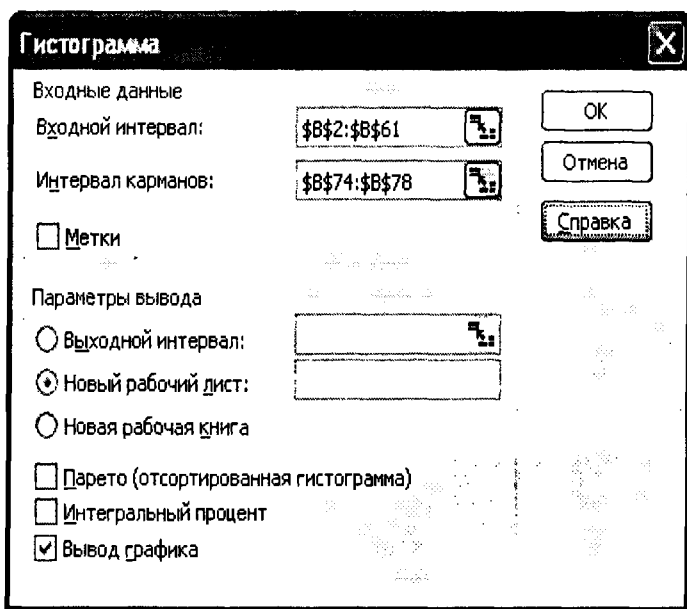 Гистограмма
Входные данные
Входной интервал: $B$2:$B$61
Интервал карманов: $B$74:$B$78
Метки
OK
Отмена
Справка
Параметры вывода
Выходной интервал:
Новый рабочий лист:
Новая рабочая книга
Парето (отсортированная гистограмма)
Интегральный процент
Вывод графика